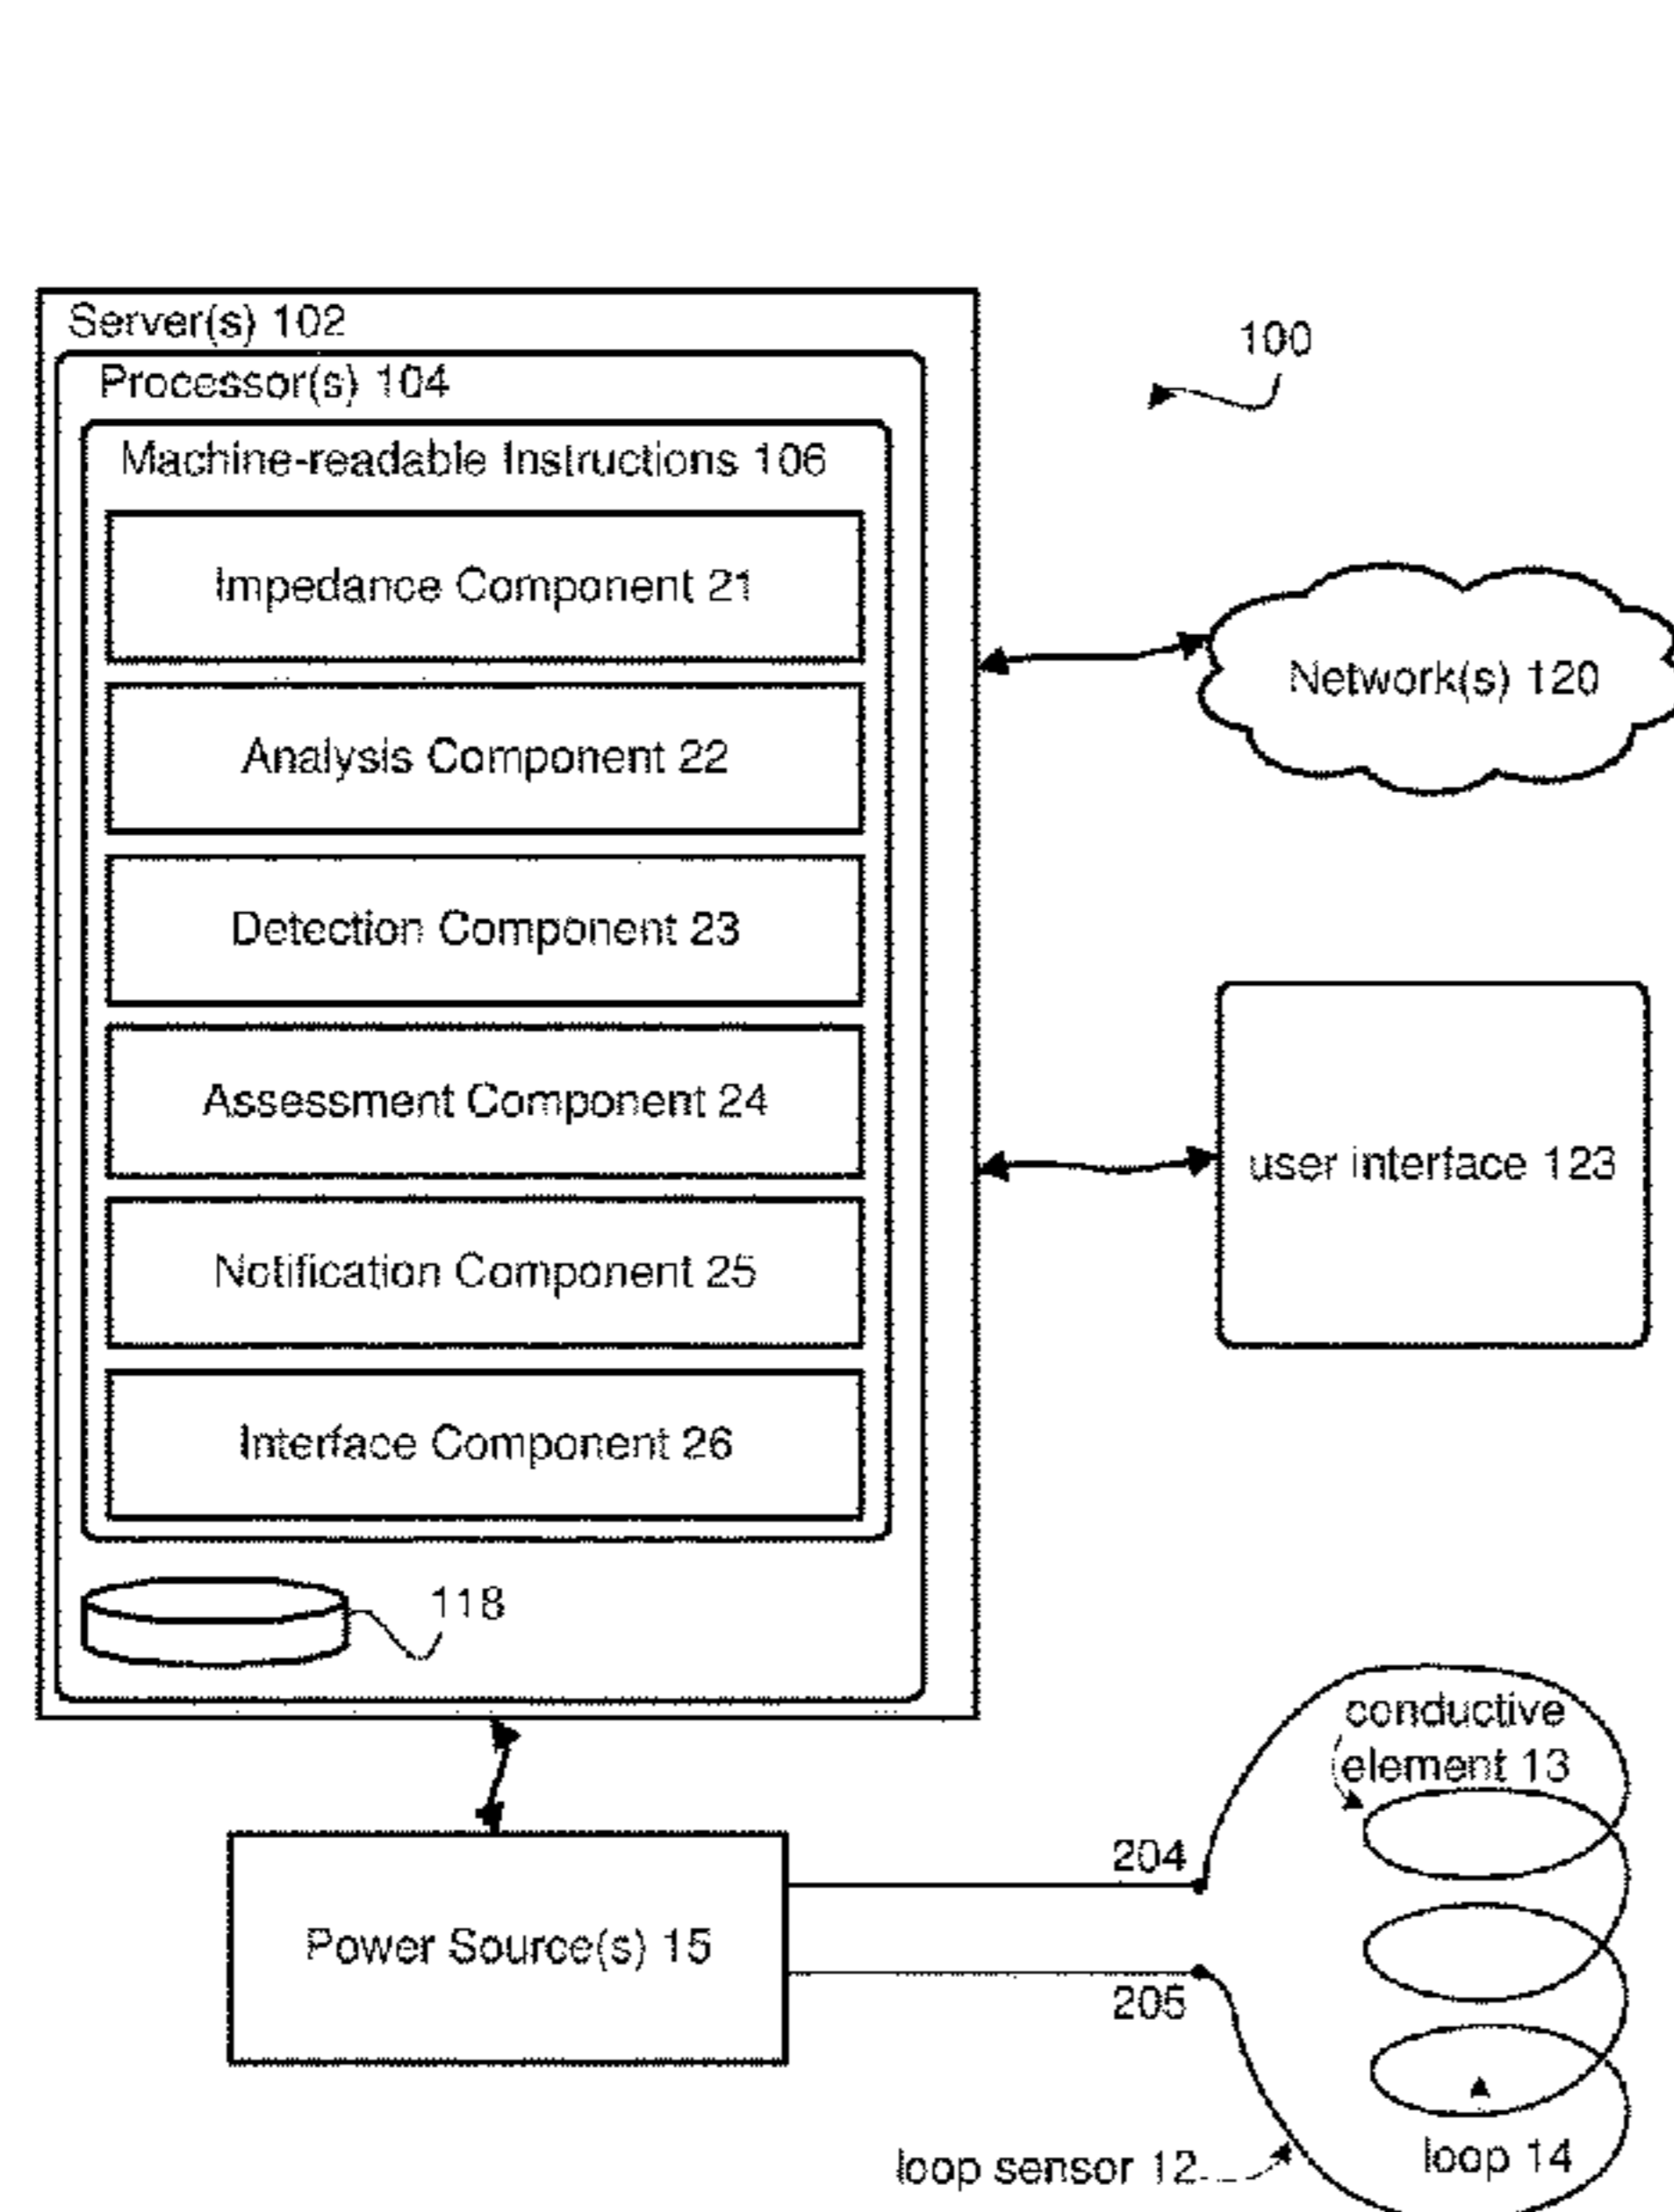 Server(s) 102
Processor(s) 104
Machine-readable Instructions 106
Impedance Component 21
Analysis Component 22
Detection Component 23
Assessment Component 24
Notification Component 25
Interface Component 26
118
100
Network(s) 120
user interface 123
Power Source(s) 15
204
205
conductive
element 13
loop sensor 12
loop 14